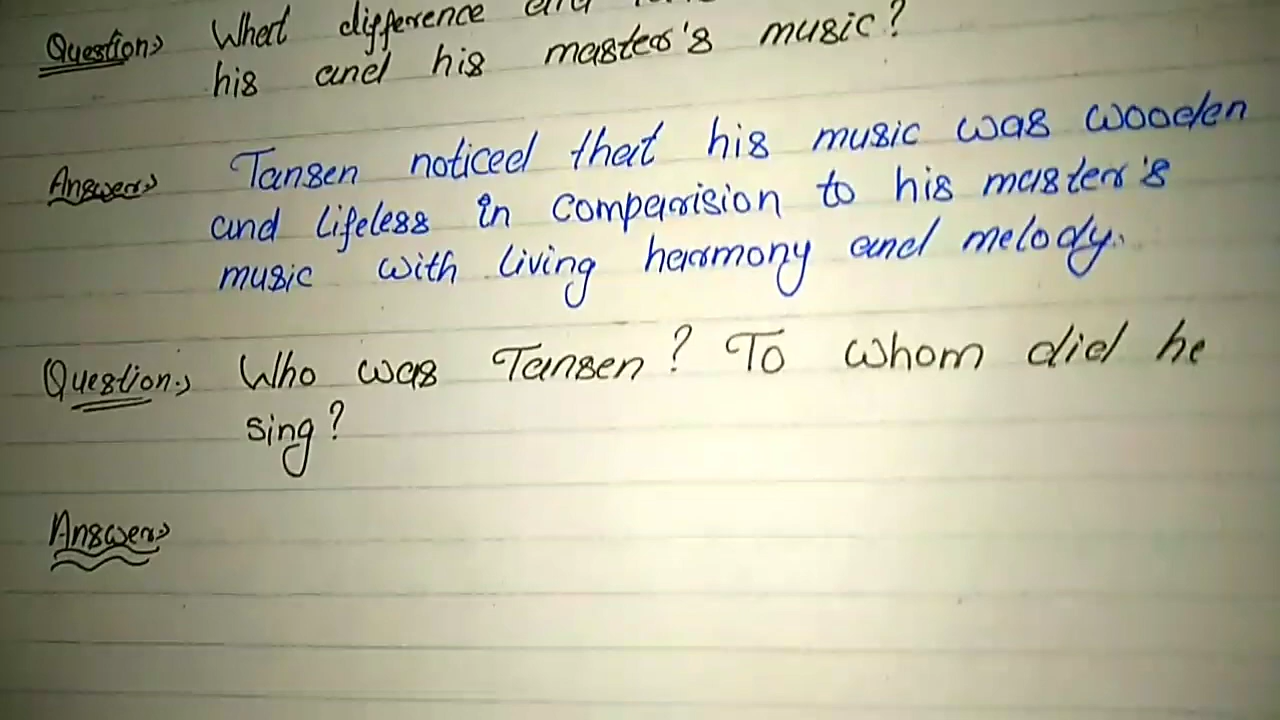 Question:> What difference
his and his master's music?
Answer:> Tansen noticed that his music was wooden
and lifeless in comparision to his master's
music with living harmony and melody.
Question:> Who was Tansen? To whom did he
sing?
Answer:>